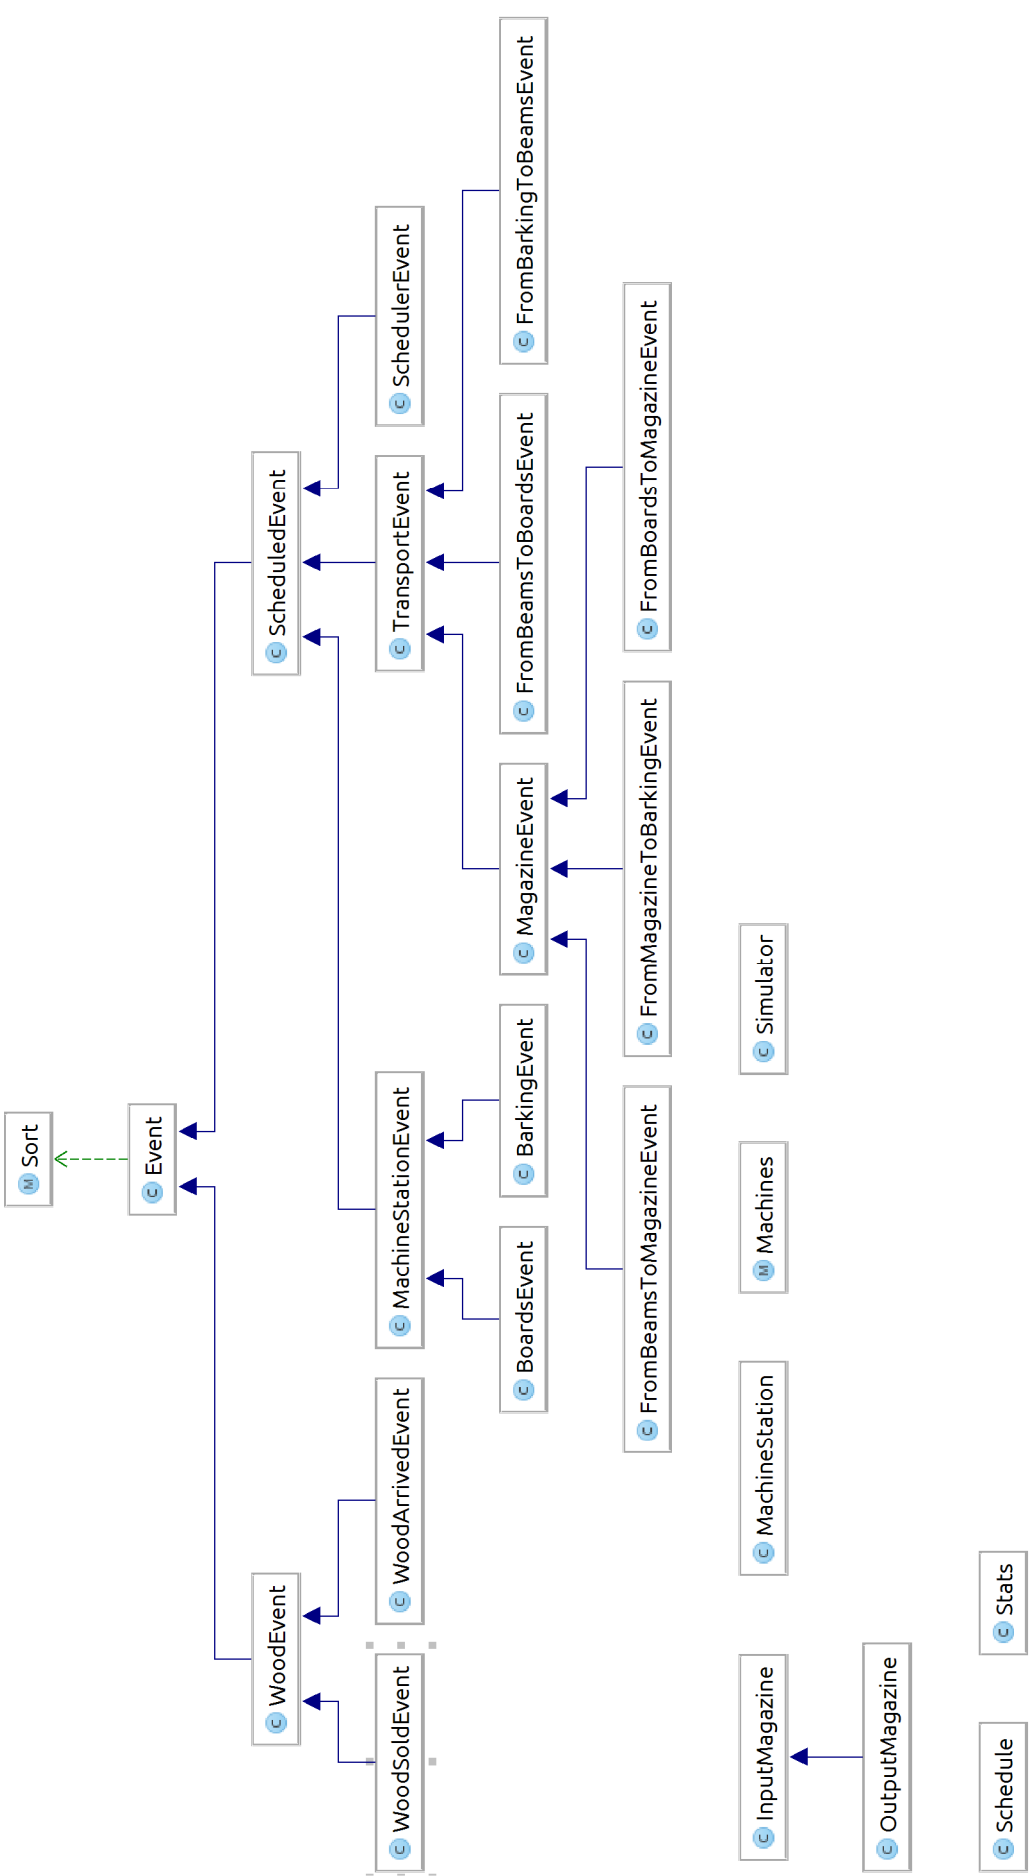 M Sort
C Event
C WoodEvent
C ScheduledEvent
C WoodSoldEvent
C WoodArrivedEvent
C MachineStationEvent
C TransportEvent
C SchedulerEvent
C BoardsEvent
C BarkingEvent
C MagazineEvent
C FromBeamsToBoardsEvent
C FromBarkingToBeamsEvent
C FromBeamsToMagazineEvent
C FromMagazineToBarkingEvent
C FromBoardsToMagazineEvent
C InputMagazine
C MachineStation
M Machines
C Simulator
C OutputMagazine
C Schedule
C Stats